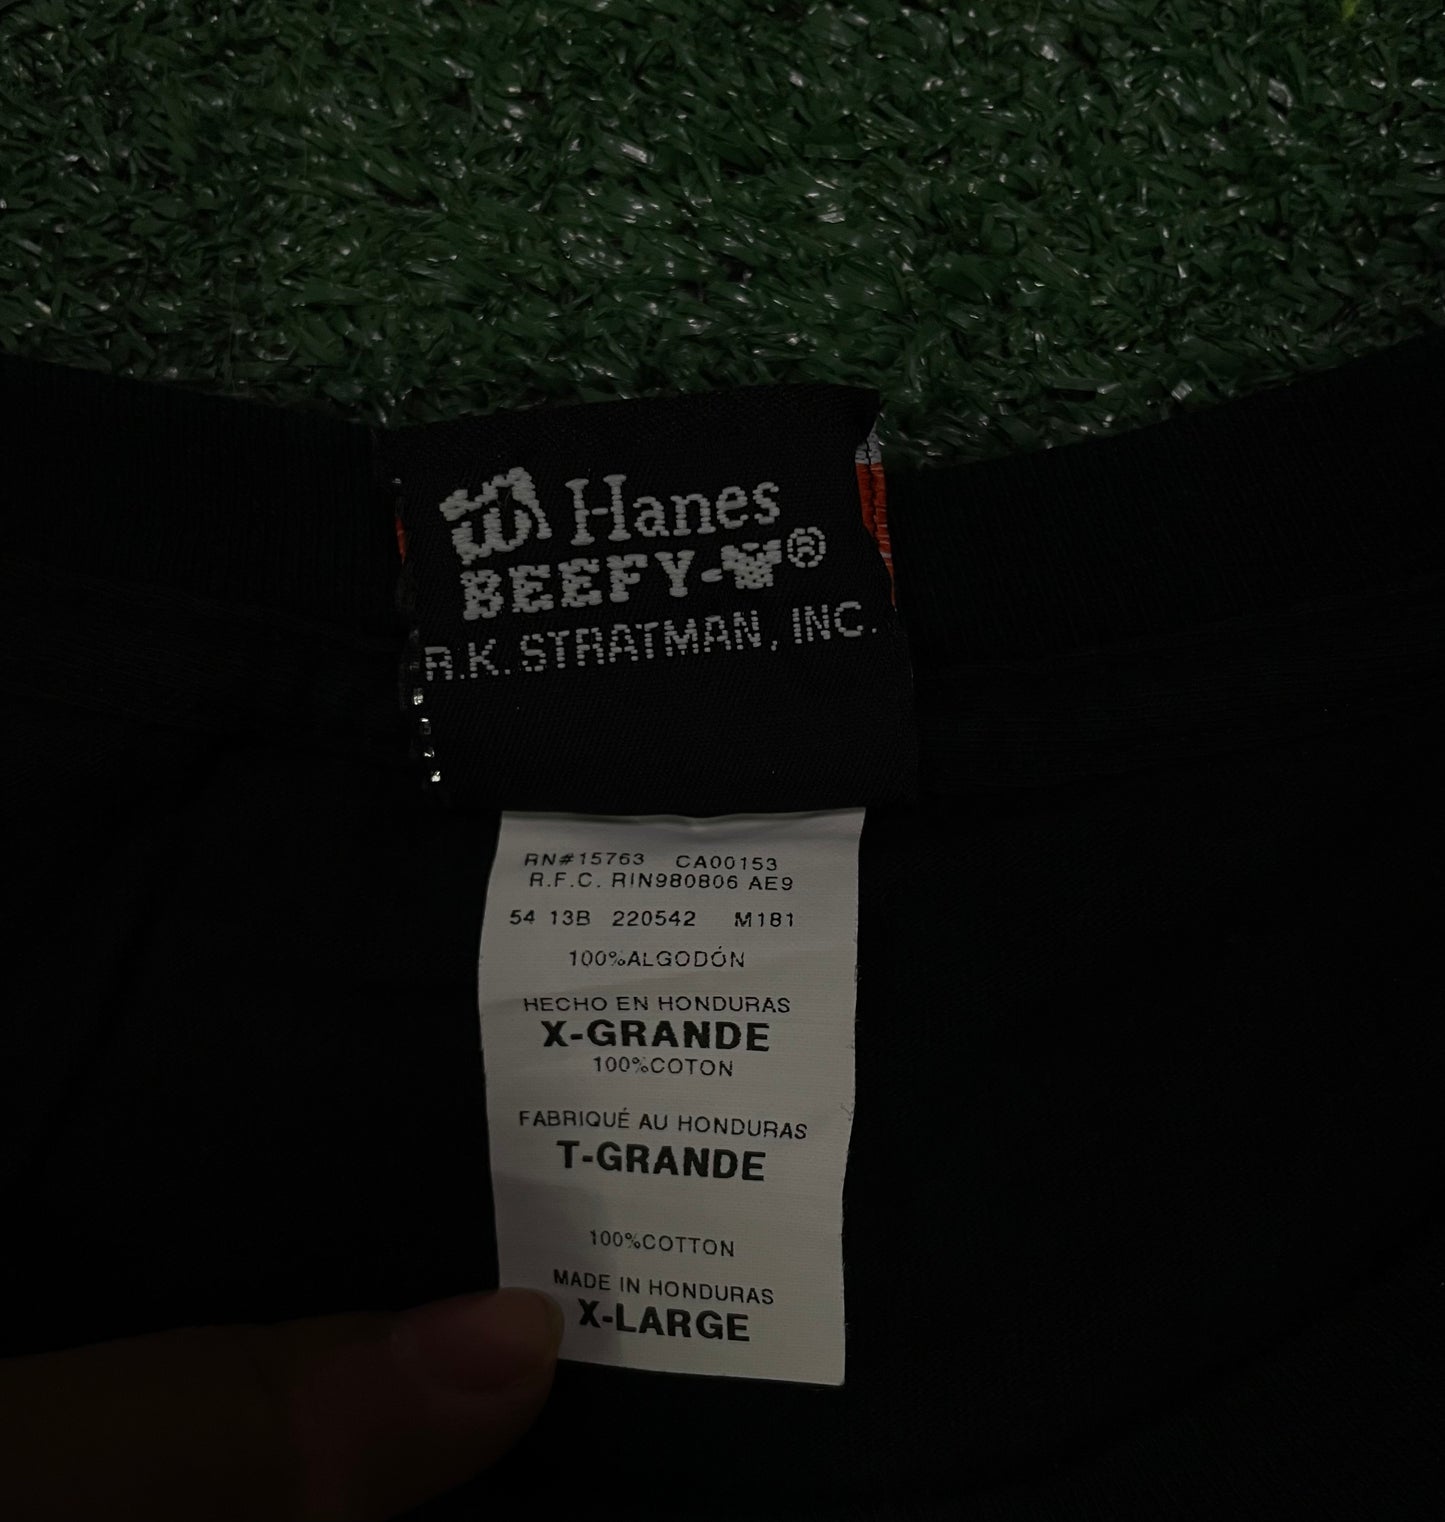 Hanes
BEEFY-T®
R.K. STRATMAN, INC.
RN#15763 CA00153
R.F.C. RIN980806 AE9
54 13B 220542 M181
100%ALGODÓN
HECHO EN HONDURAS
X-GRANDE
100%COTON
FABRIQUÉ AU HONDURAS
T-GRANDE
100%COTTON
MADE IN HONDURAS
X-LARGE